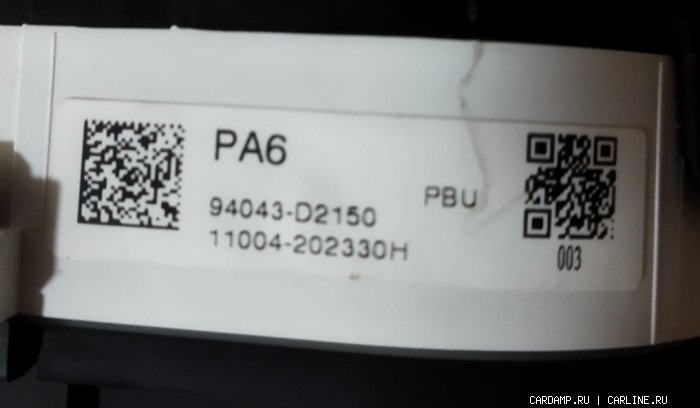 PA6
94043-D2150
PBU
11004-202330H
003
CARDAMP.RU | CARLINE.RU